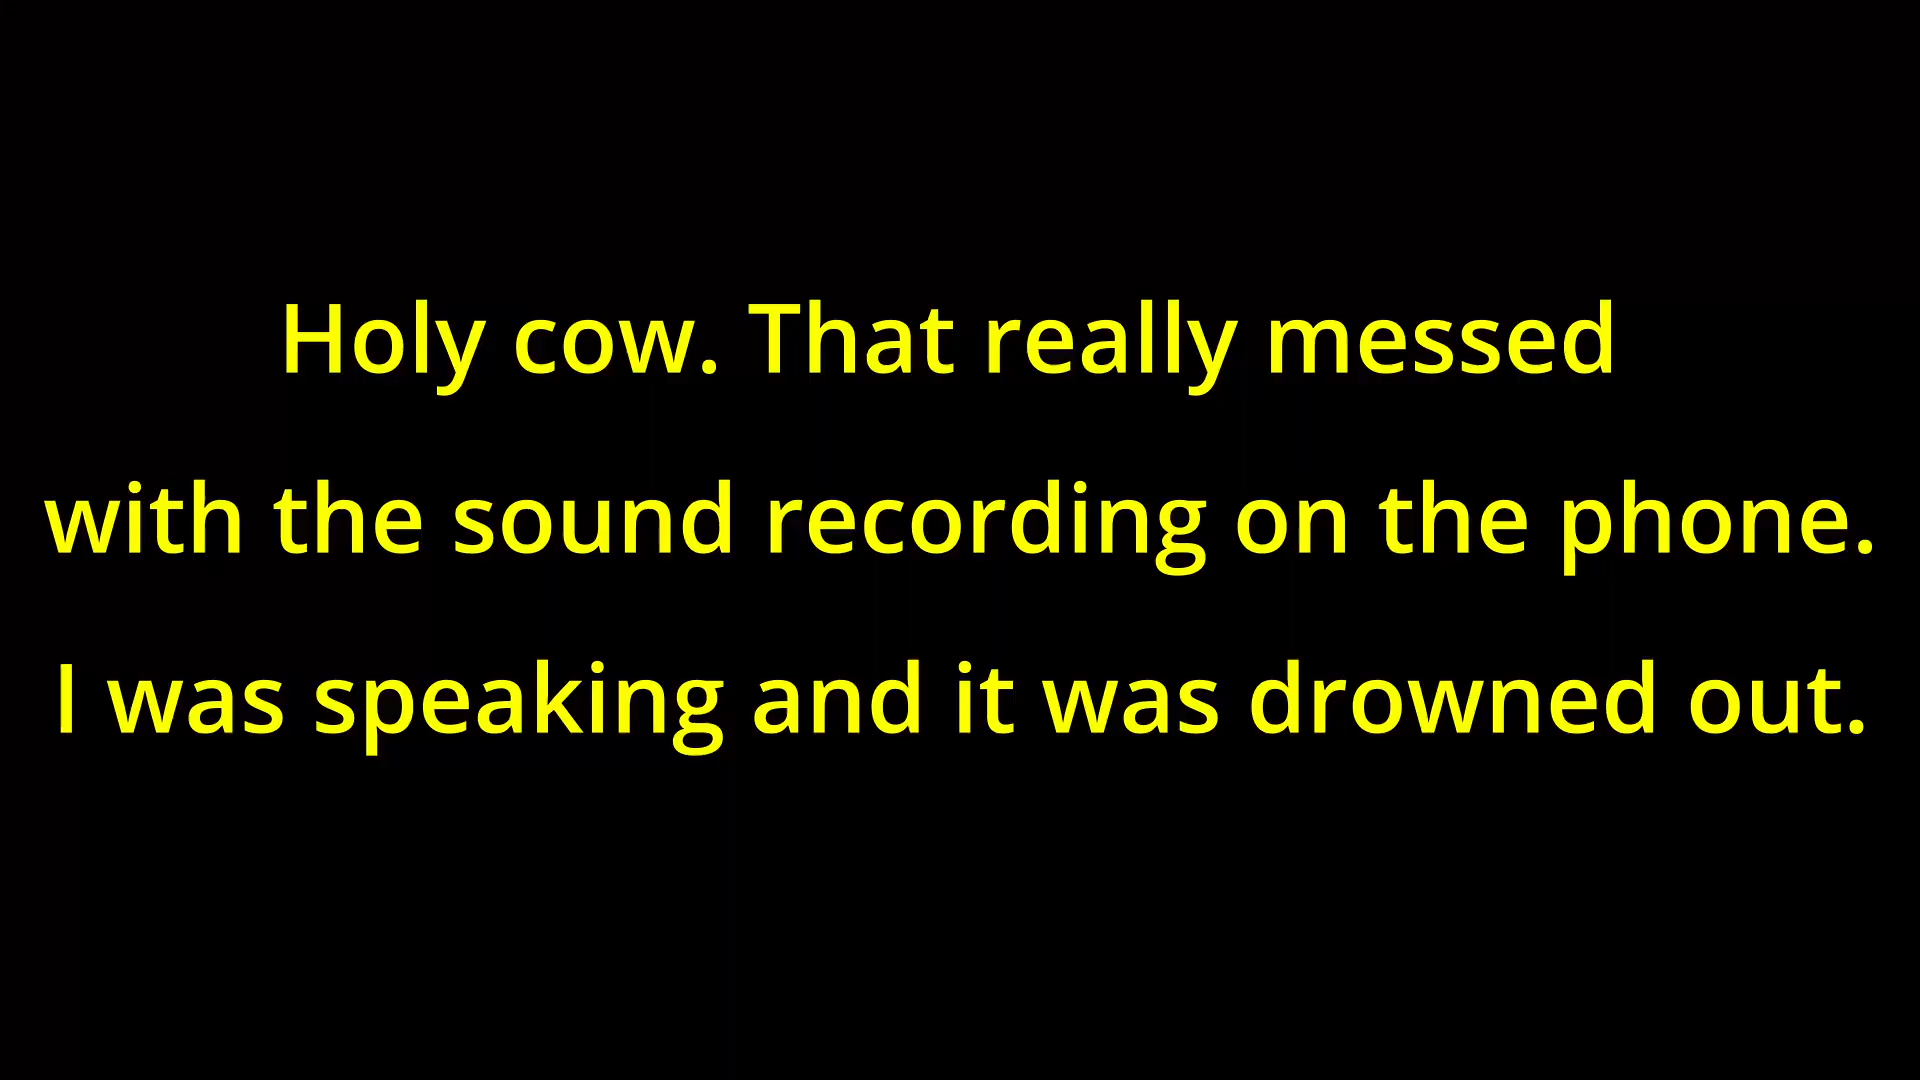 Holy cow. That really messed
with the sound recording on the phone.
I was speaking and it was drowned out.